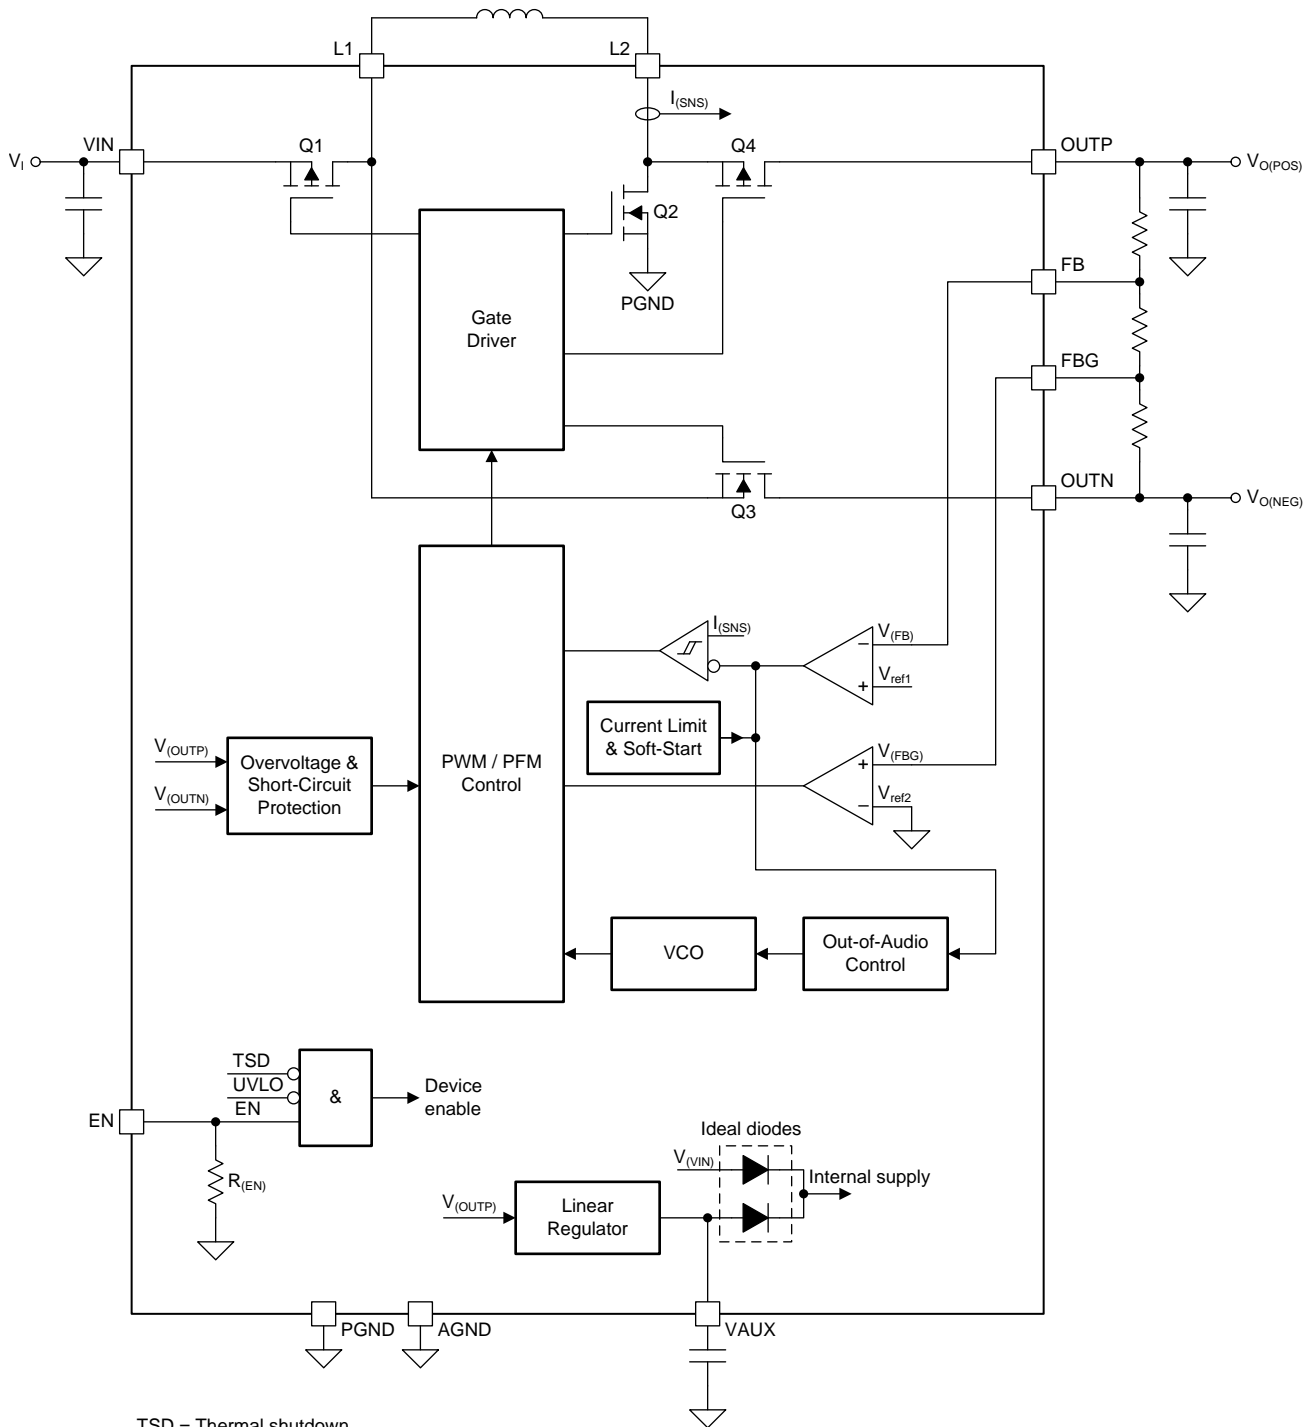 L1
L2
I(SNS)
VIN
VI
Q1
Q4
OUTP
VO(POS)
Q2
PGND
FB
Gate
Driver
FBG
OUTN
VO(NEG)
Q3
I(SNS)
V(FB)
−
Vref1
+
Current Limit
& Soft-Start
V(OUTP)
V(OUTN)
Overvoltage &
Short-Circuit
Protection
PWM / PFM
Control
V(FBG)
+
Vref2
−
VCO
Out-of-Audio
Control
TSD
UVLO
EN
&
Device
enable
EN
R(EN)
Ideal diodes
V(VIN)
Internal supply
V(OUTP)
Linear
Regulator
PGND
AGND
VAUX
TSD = Thermal shutdown